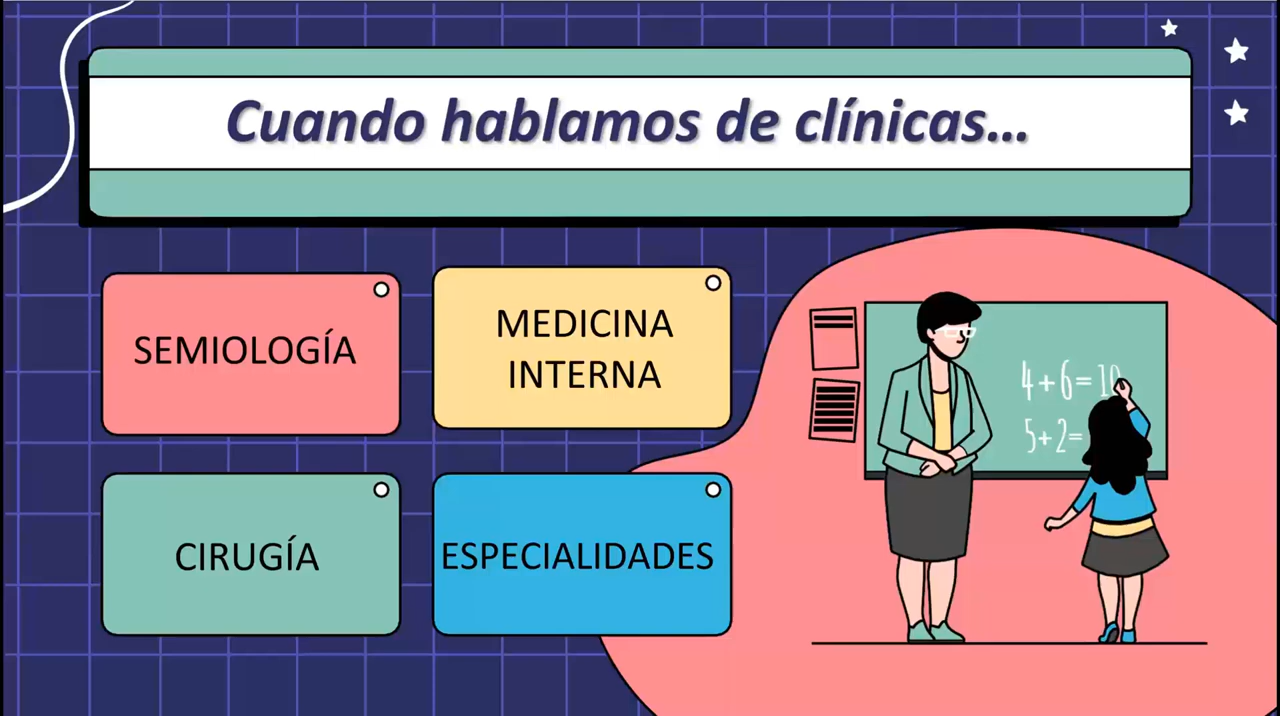 Cuando hablamos de clínicas...
SEMIOLOGÍA
MEDICINA
INTERNA
CIRUGÍA
ESPECIALIDADES
4+6=10
5+2=